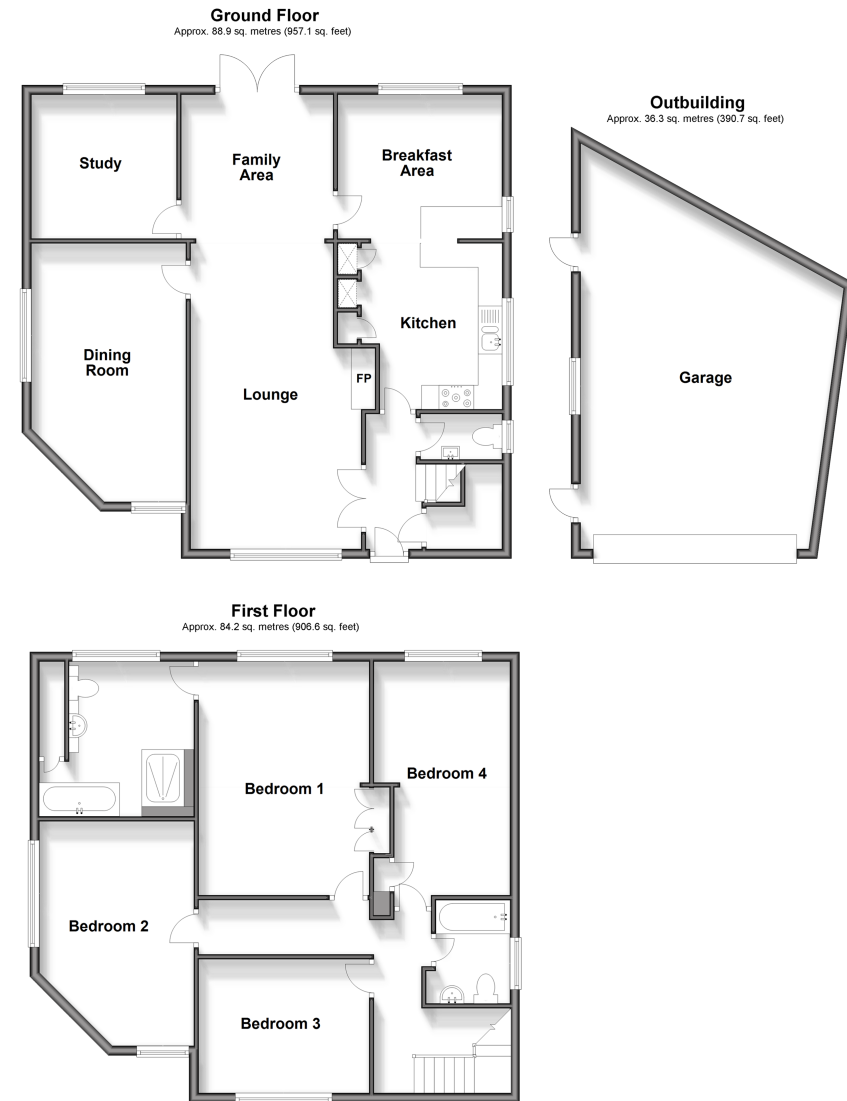 Ground Floor
Approx. 88.9 sq. metres (957.1 sq. feet)
Study
Family
Area
Breakfast
Area
Dining
Room
Lounge
FP
Kitchen
Outbuilding
Approx. 36.3 sq. metres (390.7 sq. feet)
Garage
First Floor
Approx. 84.2 sq. metres (906.6 sq. feet)
Bedroom 1
Bedroom 4
Bedroom 2
Bedroom 3